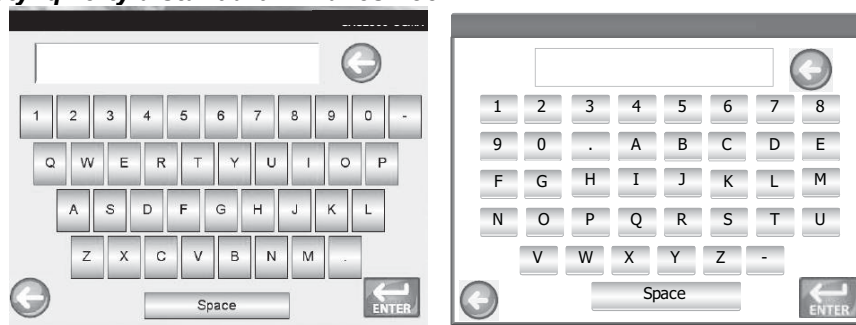 1 2 3 4 5 6 7 8 9 0 -
Q W E R T Y U I O P
A S D F G H J K L
Z X C V B N M .
Space
ENTER
1 2 3 4 5 6 7 8
9 0 . A B C D E
F G H I J K L M
N O P Q R S T U
V W X Y Z -
Space
ENTER